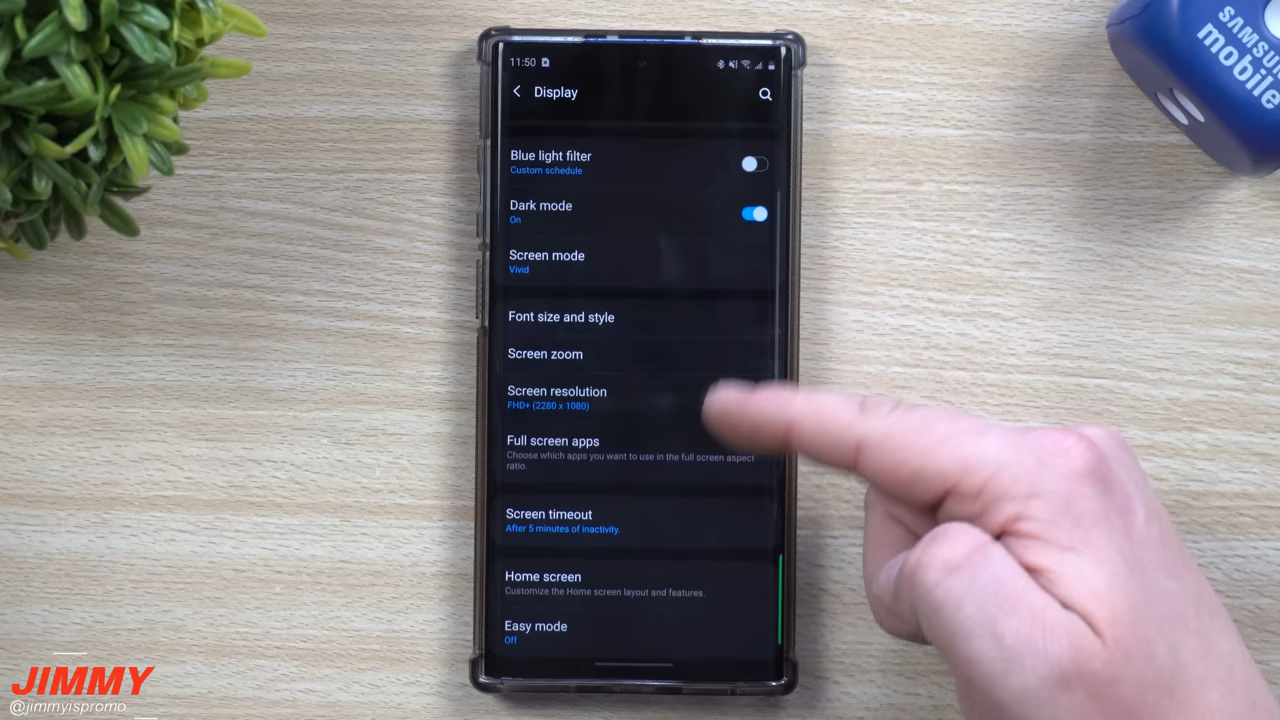 11:50
Display
Blue light filter
Custom schedule
Dark mode
On
Screen mode
Vivid
Font size and style
Screen zoom
Screen resolution
FHD+ (2280 x 1080)
Full screen apps
Choose which apps you want to use in the full screen aspect
ratio.
Screen timeout
After 5 minutes of inactivity.
Home screen
Customize the Home screen layout and features.
Easy mode
Off
SAMSU
mobile
JIMMY
@jimmyispromo